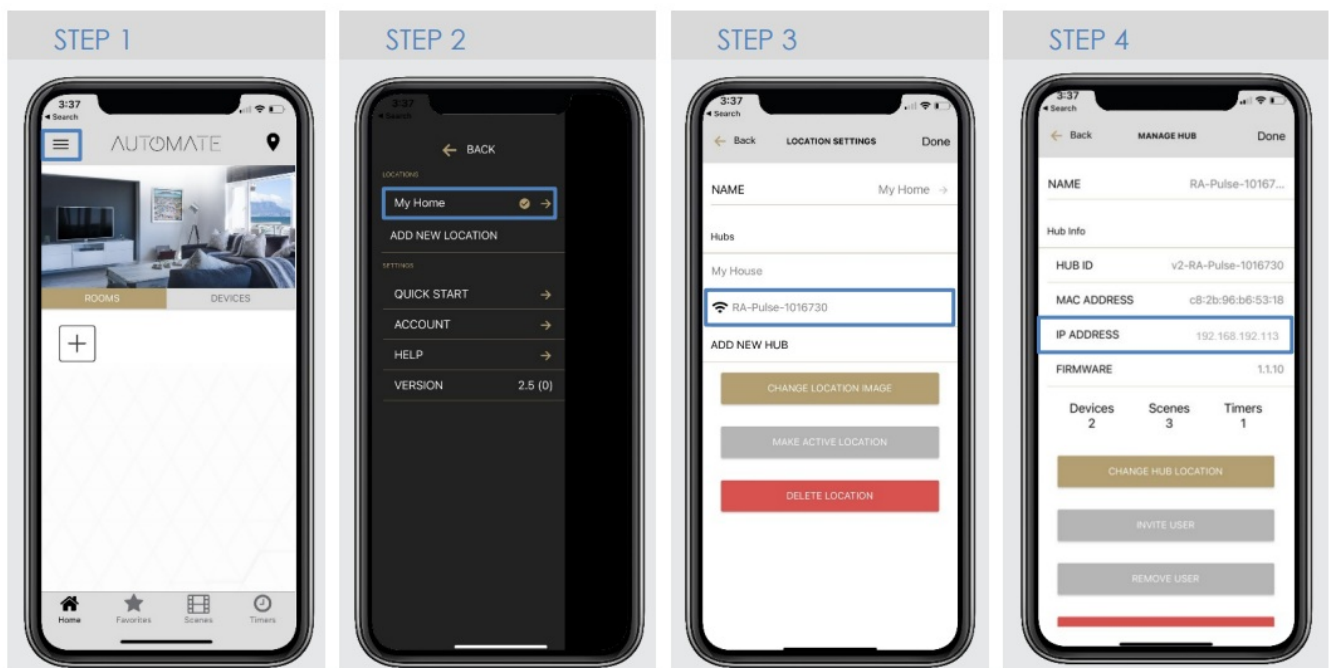 STEP 1
3:37
Search
AUTOMATE
ROOMS DEVICES
Home Favorites Scenes Timers
STEP 2
3:37
Search
BACK
LOCATIONS
My Home
ADD NEW LOCATION
SETTINGS
QUICK START
ACCOUNT
HELP
VERSION 2.5 (0)
STEP 3
3:37
Search
Back LOCATION SETTINGS Done
NAME My Home
Hubs
My House
RA-Pulse-1016730
ADD NEW HUB
CHANGE LOCATION IMAGE
MAKE ACTIVE LOCATION
DELETE LOCATION
STEP 4
3:37
Search
Back MANAGE HUB Done
NAME RA-Pulse-10167...
Hub Info
HUB ID v2-RA-Pulse-1016730
MAC ADDRESS c8:2b:96:b6:53:18
IP ADDRESS 192.168.192.113
FIRMWARE 1.1.10
Devices Scenes Timers
2 3 1
CHANGE HUB LOCATION
INVITE USER
REMOVE USER